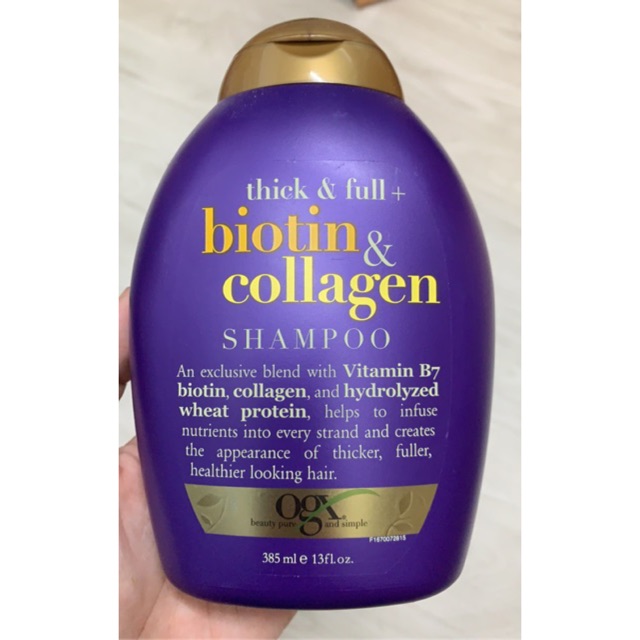 thick & full +
biotin &
collagen
SHAMPOO
An exclusive blend with Vitamin B7
biotin, collagen, and hydrolyzed
wheat protein, helps to infuse
nutrients into every strand and creates
the appearance of thicker, fuller,
healthier looking hair.
ogx®
beauty pure and simple
F1670072815
385 ml e 13fl.oz.